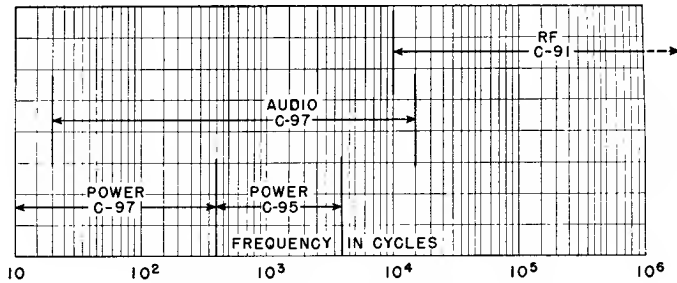 RF
C-91
AUDIO
C-97
POWER POWER
C-97 C-95
FREQUENCY IN CYCLES
10 10² 10³ 10⁴ 10⁵ 10⁶